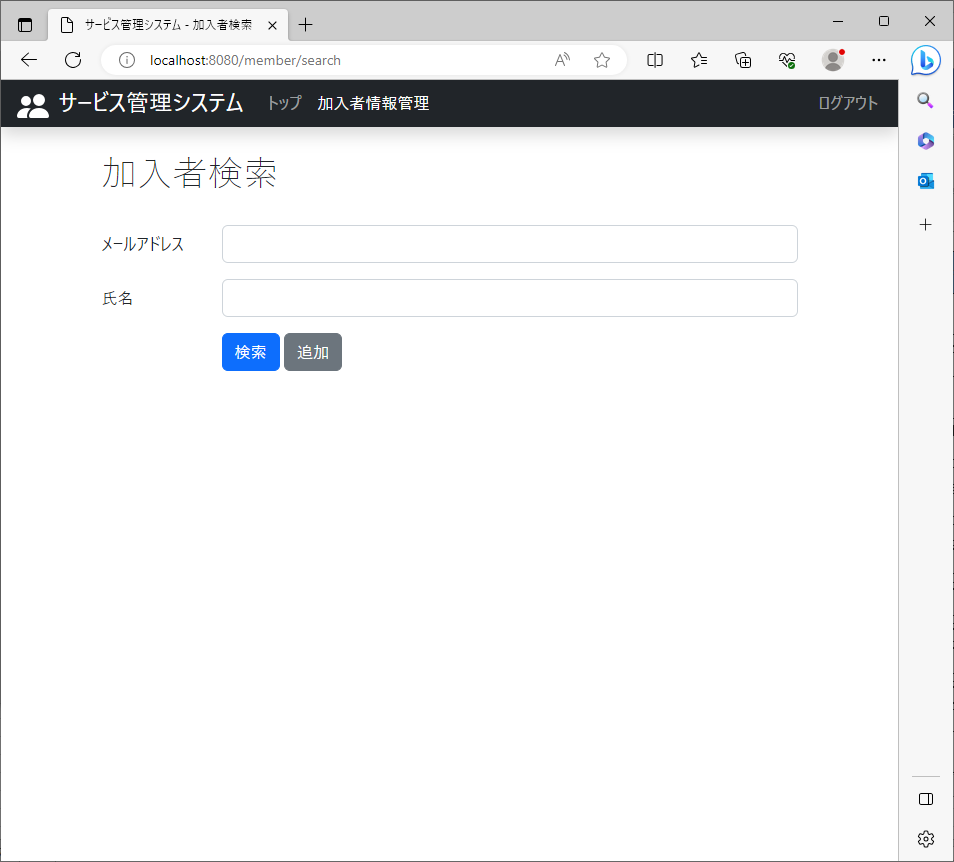 サービス管理システム - 加入者検索
localhost:8080/member/search
サービス管理システム トップ 加入者情報管理 ログアウト
加入者検索
メールアドレス
氏名
検索 追加